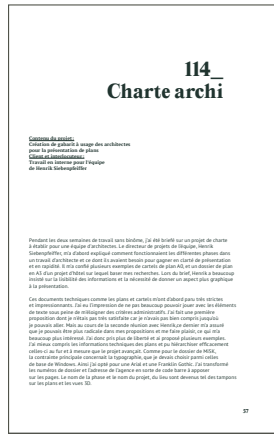 114_
Charte archi
Contenu du projet :
Création de gabarit à usage des architectes
pour la présentation de plans
Client et interlocuteur :
Travail en interne pour l'équipe
de Henrik Siebenpfeiffer
Pendant les deux semaines de travail sans binôme, j'ai été briefé sur un projet de charte
à établir pour une équipe d'architectes. Le directeur de projets de l'équipe, Henrik
Siebenpfeiffer, m'a d'abord expliqué comment fonctionnaient les différentes phases dans
un travail d'architecte et ce dont ils avaient besoin pour gagner en clarté de présentation
et en rapidité. Il m'a confié plusieurs exemples de cartels de plan A0, et un dossier de plan
en A3 d'un projet d'hôtel sur lequel baser mes recherches. Lors du brief, Henrik a beaucoup
insisté sur la lisibilité des informations et la nécessité de donner un aspect plus graphique
à la présentation.
Ces documents techniques comme les plans et cartels m'ont d'abord paru très strictes
et impressionnants. J'ai eu l'impression de ne pas beaucoup pouvoir jouer avec les éléments
de texte sous peine de mélanger des critères administratifs. J'ai fait une première
proposition dont je n'étais pas très satisfaite car je n'avais pas bien compris jusqu'où
je pouvais aller. Mais au cours de la seconde réunion avec Henrik, ce dernier m'a assuré
que je pouvais être plus radicale dans mes propositions et me faire plaisir, ce qui m'a
beaucoup plus intéressé. J'ai donc pris plus de liberté et ai proposé plusieurs exemples.
J'ai mieux compris les informations techniques des plans et pu hiérarchiser efficacement
celles-ci au fur et à mesure que le projet avançait. Comme pour le dossier de MISK,
la contrainte principale concernait la typographie, que je devais choisir parmi celles
de base de Windows. Ainsi j'ai opté pour une Arial et une Franklin Gothic. J'ai transformé
les numéros de dossier et l'adresse de l'agence en sorte de code barre à apposer
sur les pages. Le nom de la phase et le nom du projet, du lieu sont devenus tel des tampons
sur les plans et les vues 3D.
57